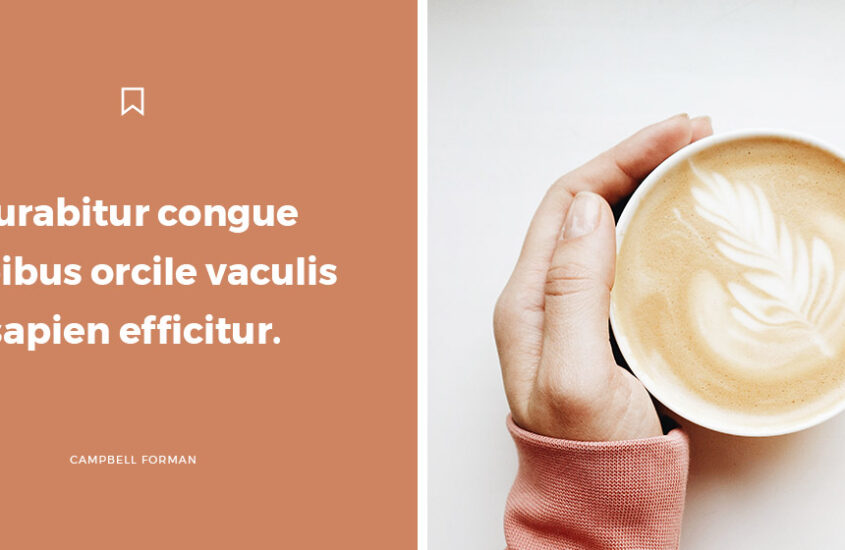 urabitur congue
ibus orcile vaculis
sapien efficitur.
CAMPBELL FORMAN